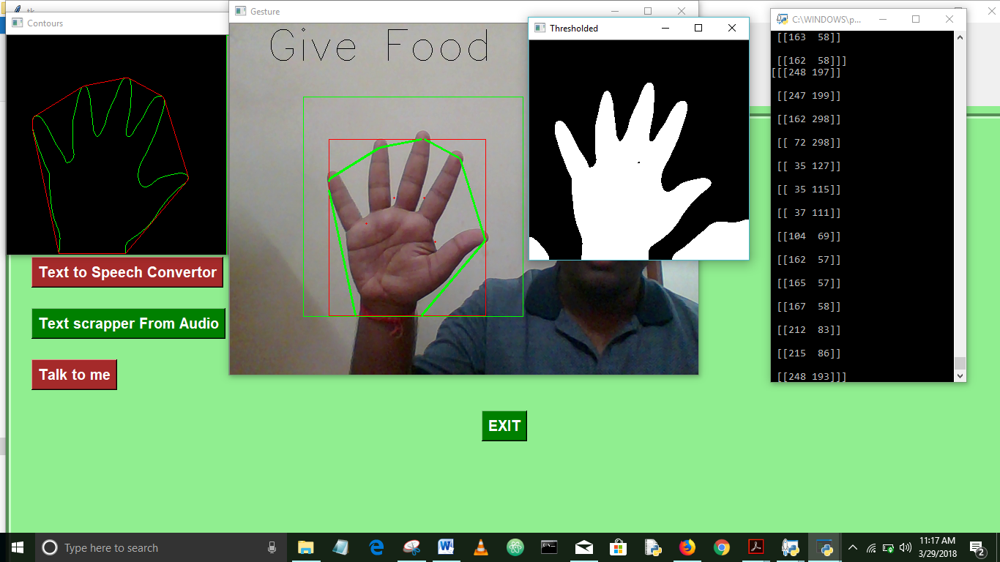 tk
Contours
Gesture
Thresholded
C:\WINDOWS\p...
Give Food
[[163  58]]
[[162  58]]]
[[[248 197]]
[[247 199]]
[[162 298]]
[[ 72 298]]
[[ 35 127]]
[[ 35 115]]
[[ 37 111]]
[[104  69]]
[[162  57]]
[[165  57]]
[[167  58]]
[[212  83]]
[[215  86]]
[[248 193]]]
Text to Speech Convertor
Text scrapper From Audio
Talk to me
EXIT
Type here to search
11:17 AM
3/29/2018
2